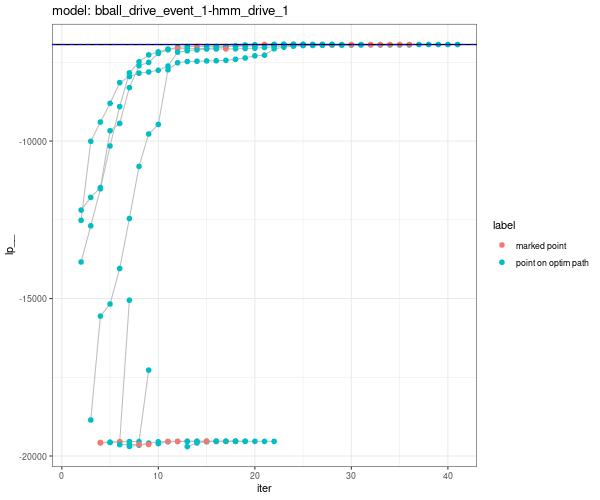 model: bball_drive_event_1-hmm_drive_1
lp__
-10000
-15000
-20000
0
10
20
30
40
iter
label
marked point
point on optim path